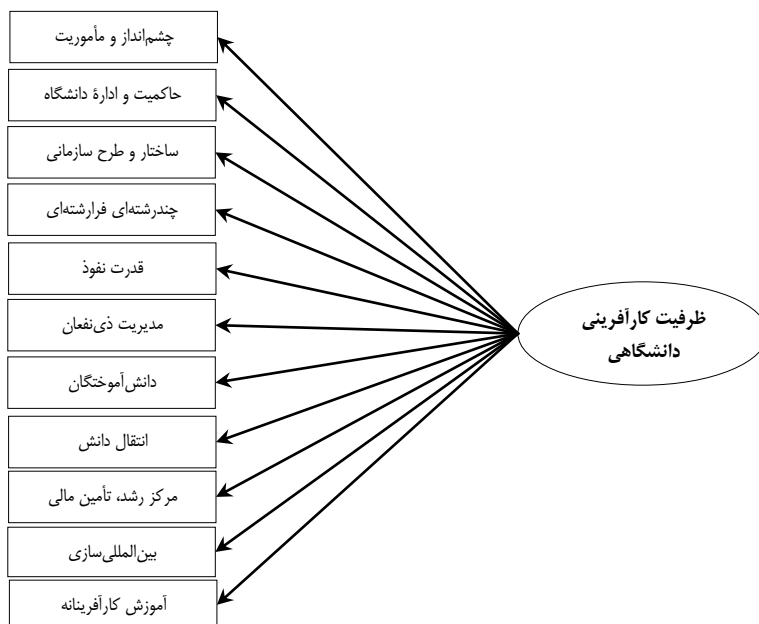 چشم‌انداز و مأموریت
حاکمیت و ادارۀ دانشگاه
ساختار و طرح سازمانی
چندرشته‌ای فرارشته‌ای
قدرت نفوذ
مدیریت ذی‌نفعان
دانش‌آموختگان
انتقال دانش
مرکز رشد، تأمین مالی
بین‌المللی‌سازی
آموزش کارآفرینانه
ظرفیت کارآفرینی
دانشگاهی